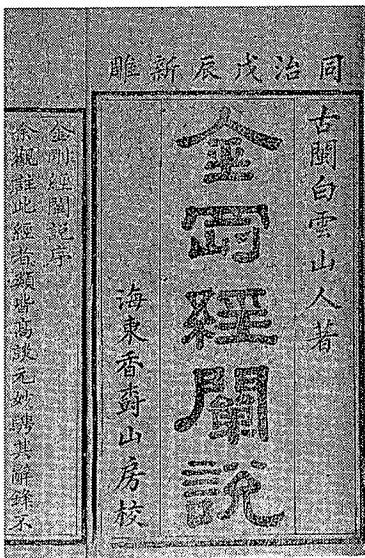 同治戊辰新雕
古閩白雲山人著
金剛經闡說
海東香壽山房校
金剛經闡說序
余觀註此經者類皆高談元妙騁其辭鋒不